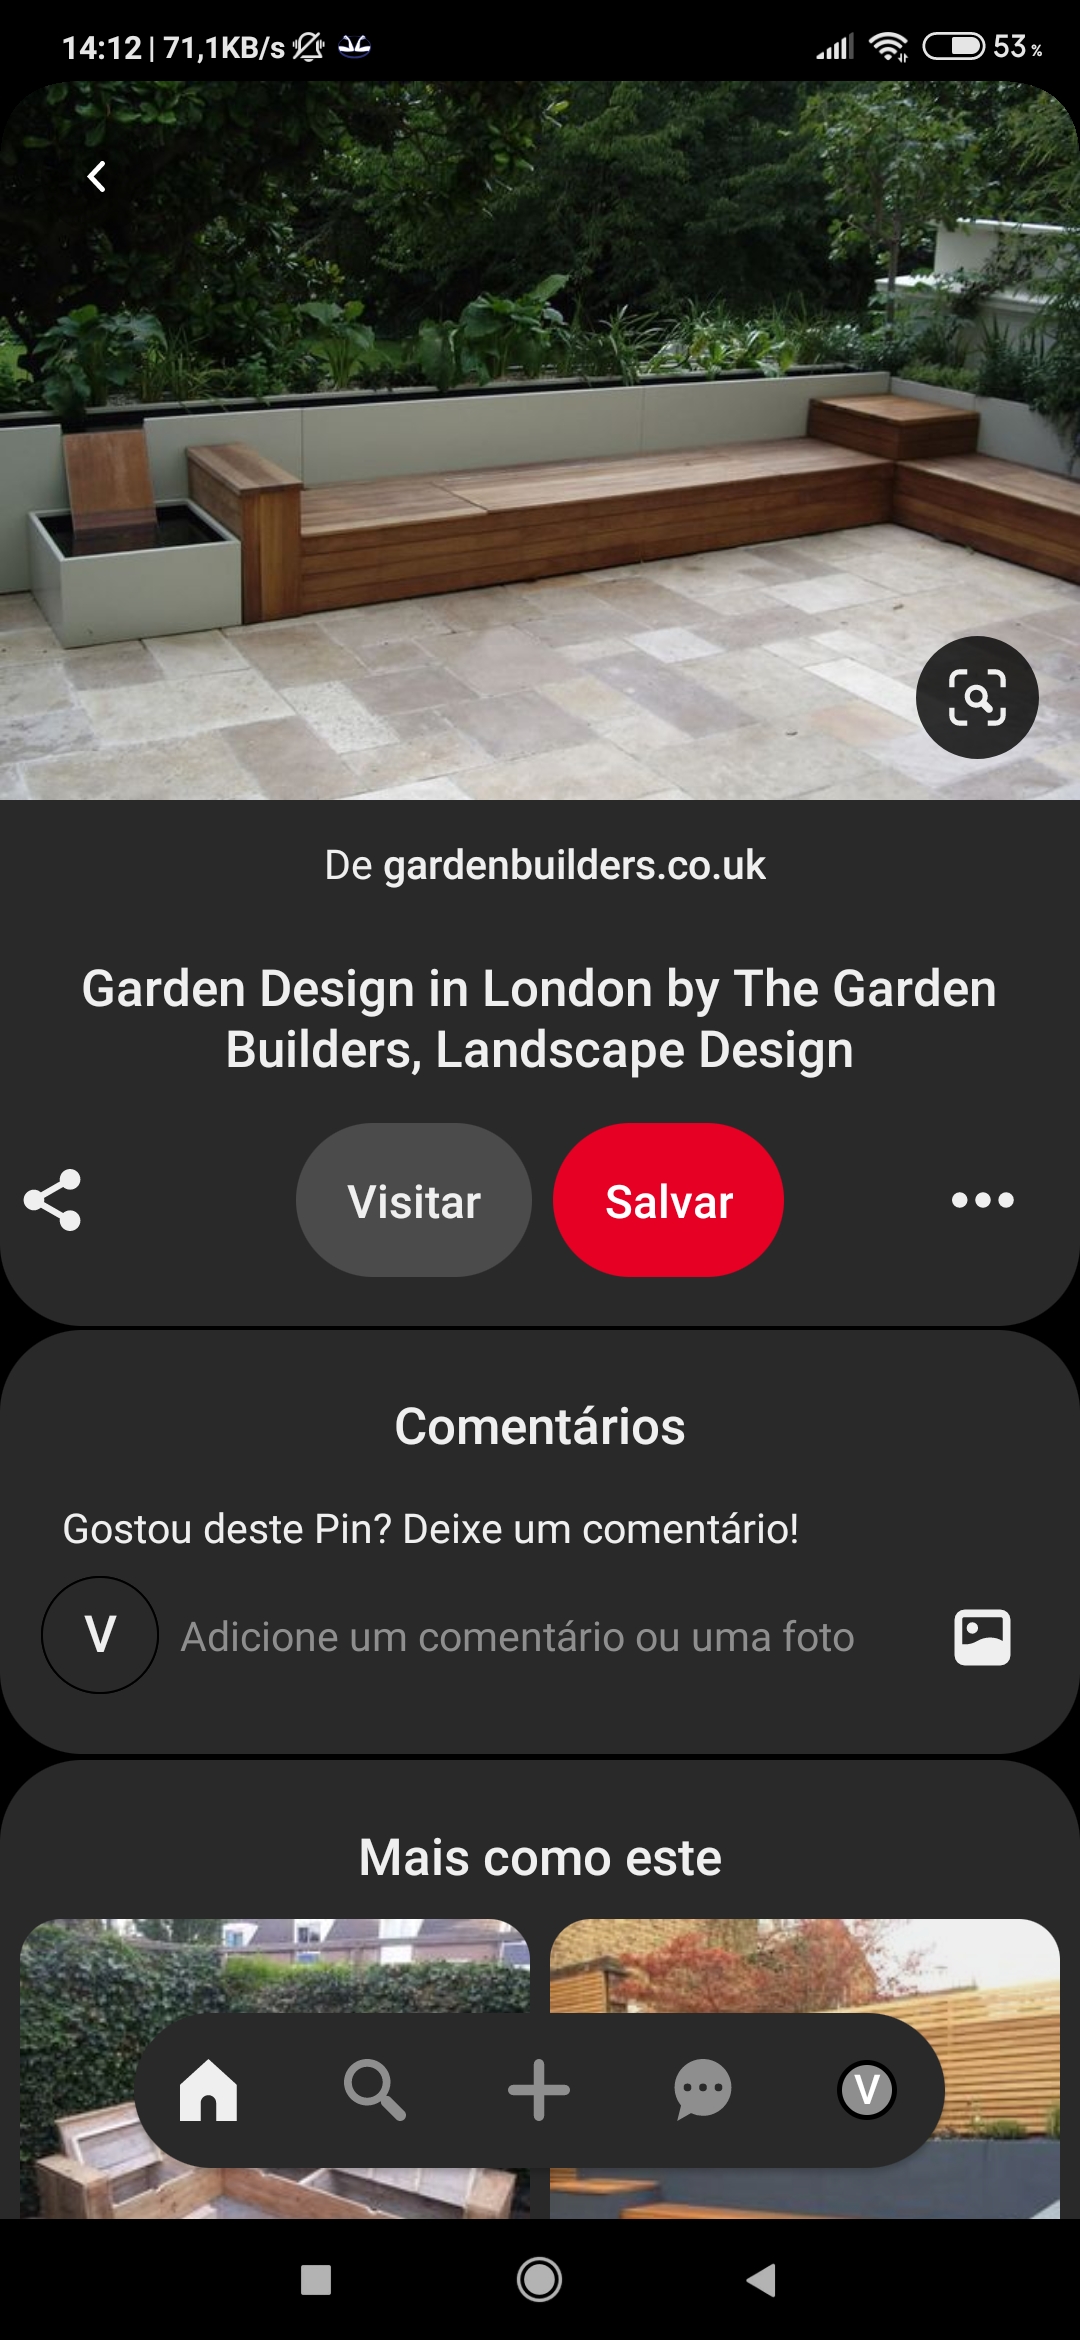 14:12 | 71,1KB/s
53%
De gardenbuilders.co.uk
Garden Design in London by The Garden
Builders, Landscape Design
Visitar
Salvar
Comentários
Gostou deste Pin? Deixe um comentário!
V
Adicione um comentário ou uma foto
Mais como este
V